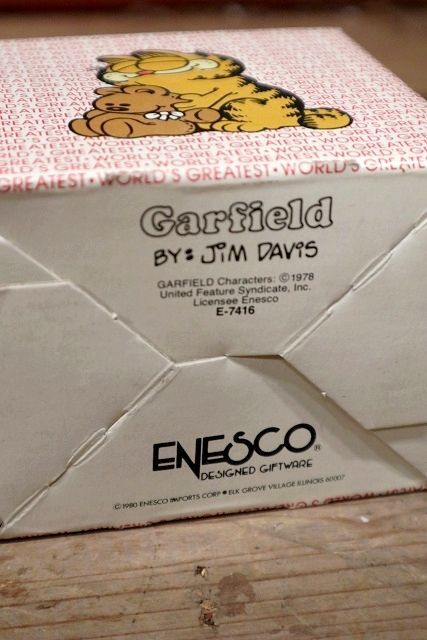 GREATEST • WORLD'S GREATEST • WORLD'S GREATEST
Garfield
BY: JIM DAVIS
GARFIELD Characters: © 1978
United Feature Syndicate, Inc.
Licensee Enesco
E-7416
ENESCO®
DESIGNED GIFTWARE
© 1980 ENESCO IMPORTS CORP • ELK GROVE VILLAGE ILLINOIS 60007